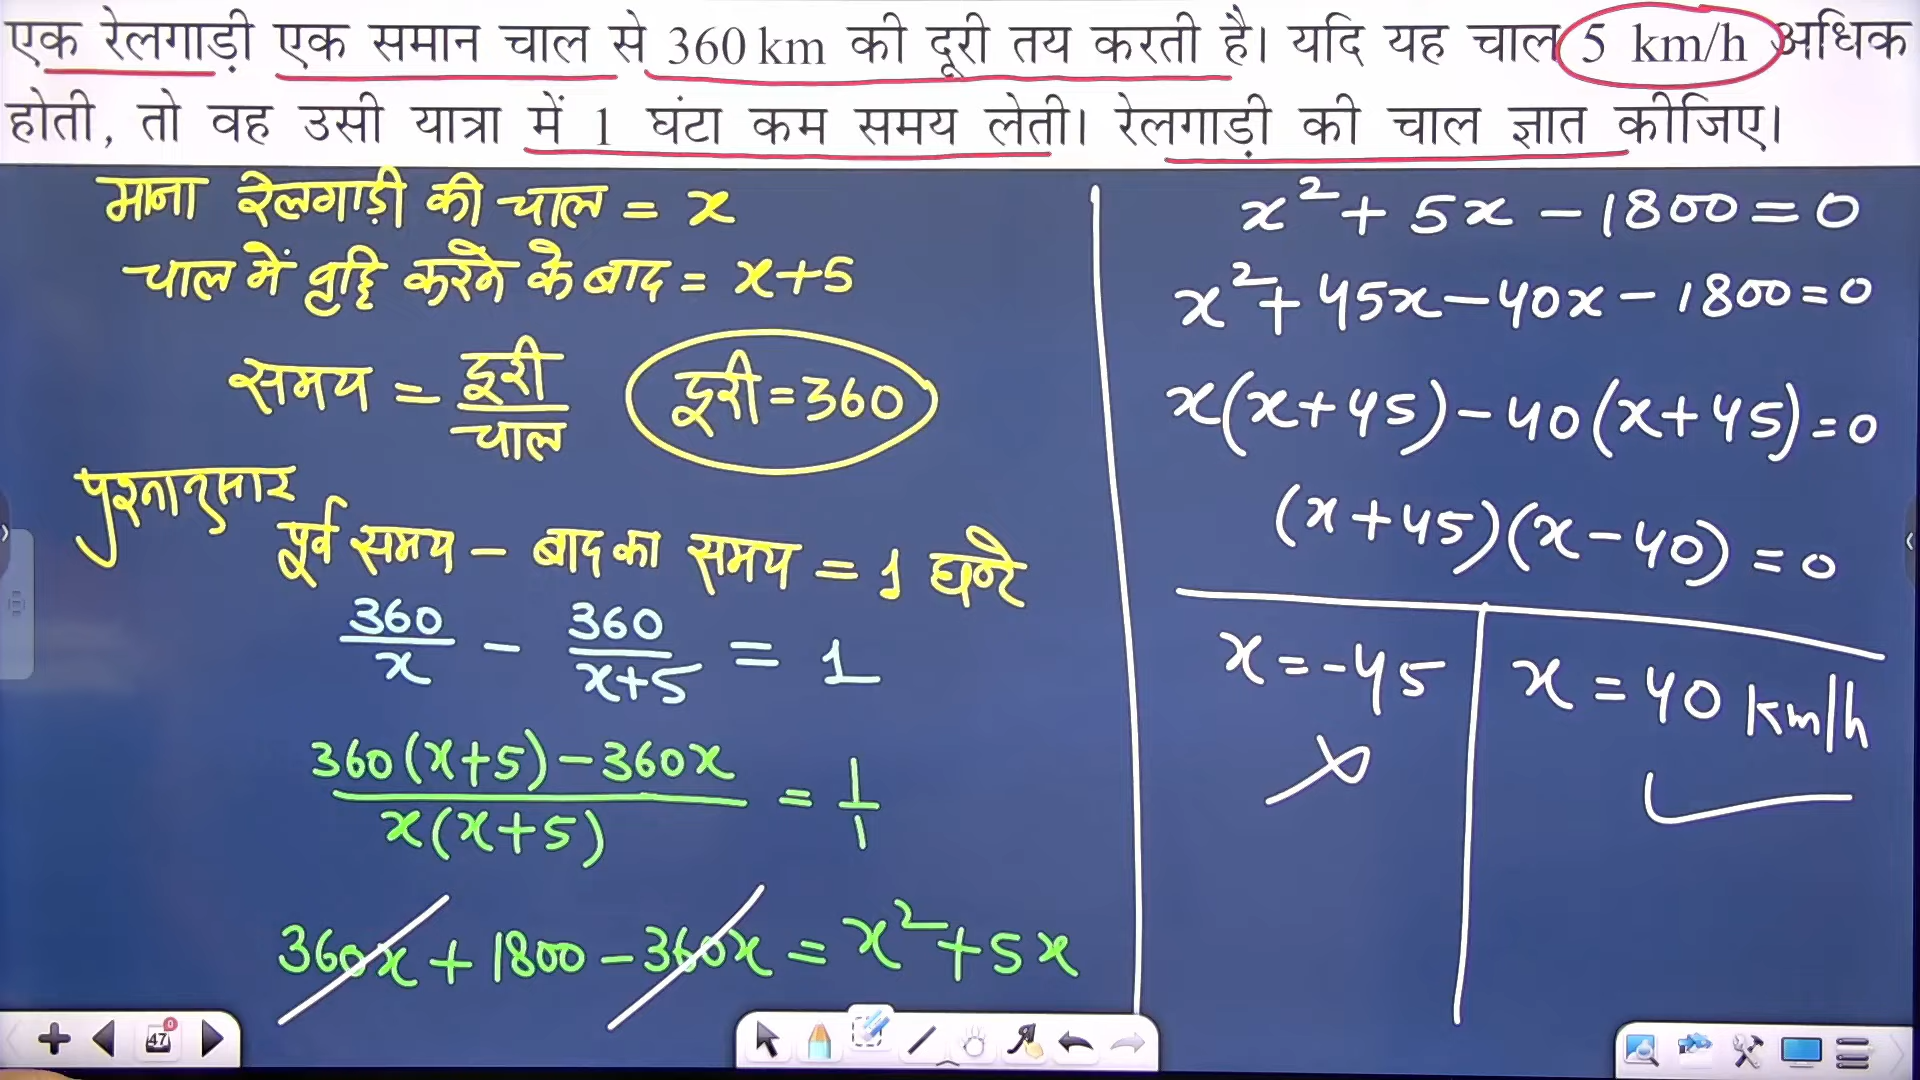 एक रेलगाड़ी एक समान चाल से 360 km की दूरी तय करती है। यदि यह चाल 5 km/h अधिक
होती, तो वह उसी यात्रा में 1 घंटा कम समय लेती। रेलगाड़ी की चाल ज्ञात कीजिए।
माना रेलगाड़ी की चाल = x
चाल में वृद्दि करने के बाद = x+5
समय = दूरी/चाल दूरी=360
प्रश्नानुसार
पूर्व समय - बाद का समय = 1 घण्टे
360/x - 360/x+5 = 1
360(x+5)-360x/x(x+5) = 1/1
360x+1800-360x = x²+5x
x²+5x-1800=0
x²+45x-40x-1800=0
x(x+45)-40(x+45)=0
(x+45)(x-40)=0
x=-45
x=40 km/h
47
0